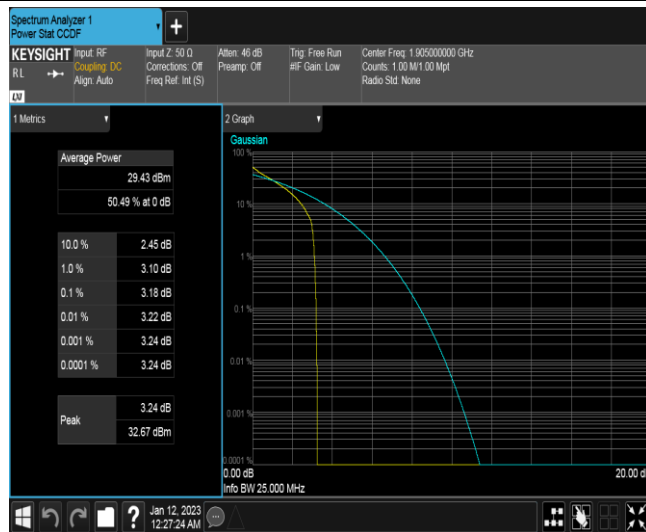 Spectrum Analyzer 1
Power Stat CCDF
+
KEYSIGHT
RL
LXI
Input: RF
Coupling: DC
Align: Auto
Input Z: 50 Ω
Corrections: Off
Freq Ref: Int (S)
Atten: 46 dB
Preamp: Off
Trig: Free Run
#IF Gain: Low
Center Freq: 1.905000000 GHz
Counts: 1.00 M/1.00 Mpt
Radio Std: None
1 Metrics
Average Power
29.43 dBm
50.49 % at 0 dB
10.0 % 2.45 dB
1.0 % 3.10 dB
0.1 % 3.18 dB
0.01 % 3.22 dB
0.001 % 3.24 dB
0.0001 % 3.24 dB
Peak
3.24 dB
32.67 dBm
2 Graph
Gaussian
100 %
10 %
1 %
0.1 %
0.01 %
0.001 %
0.0001 %
0.00 dB
20.00 d
Info BW 25.000 MHz
?
Jan 12, 2023
12:27:24 AM